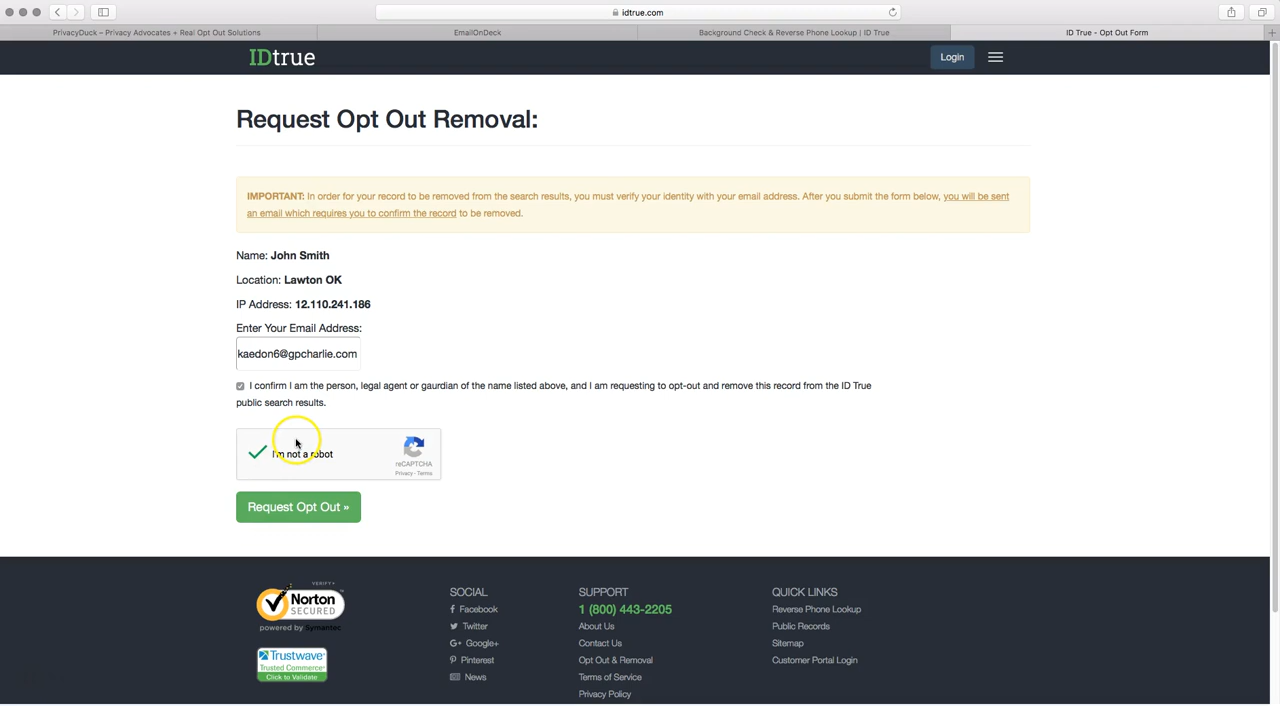 idtrue.com
PrivacyDuck – Privacy Advocates + Real Opt Out Solutions
EmailOnDeck
Background Check & Reverse Phone Lookup | ID True
ID True - Opt Out Form
IDtrue
Login
Request Opt Out Removal:
IMPORTANT: In order for your record to be removed from the search results, you must verify your identity with your email address. After you submit the form below, you will be sent
an email which requires you to confirm the record to be removed.
Name: John Smith
Location: Lawton OK
IP Address: 12.110.241.186
Enter Your Email Address:
kaedon6@gpcharlie.com
I confirm I am the person, legal agent or gaurdian of the name listed above, and I am requesting to opt-out and remove this record from the ID True
public search results.
I'm not a robot
reCAPTCHA
Privacy - Terms
Request Opt Out »
VERIFY›
Norton
SECURED
powered by Symantec
Trustwave
Trusted Commerce
Click to Validate
SOCIAL
Facebook
Twitter
Google+
Pinterest
News
SUPPORT
1 (800) 443-2205
About Us
Contact Us
Opt Out & Removal
Terms of Service
Privacy Policy
QUICK LINKS
Reverse Phone Lookup
Public Records
Sitemap
Customer Portal Login